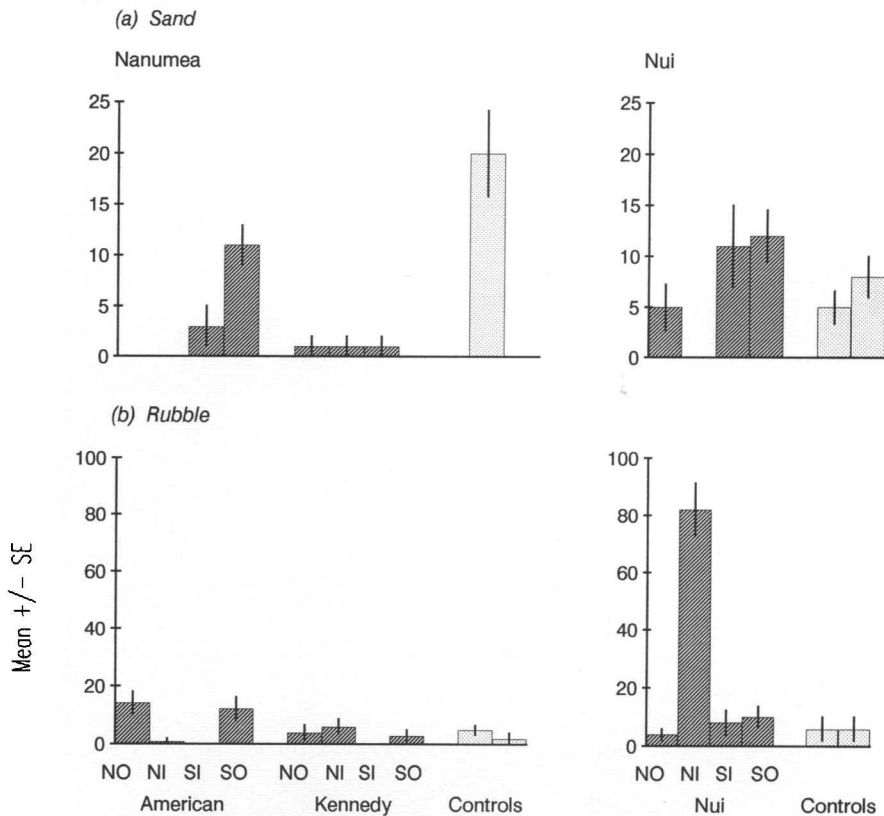 (a) Sand
Nanumea
Nui
25
20
15
10
5
0
25
20
15
10
5
0
(b) Rubble
Mean +/- SE
100
80
60
40
20
0
100
80
60
40
20
0
NO NI SI SO NO NI SI SO
American Kennedy Controls
NO NI SI SO
Nui Controls